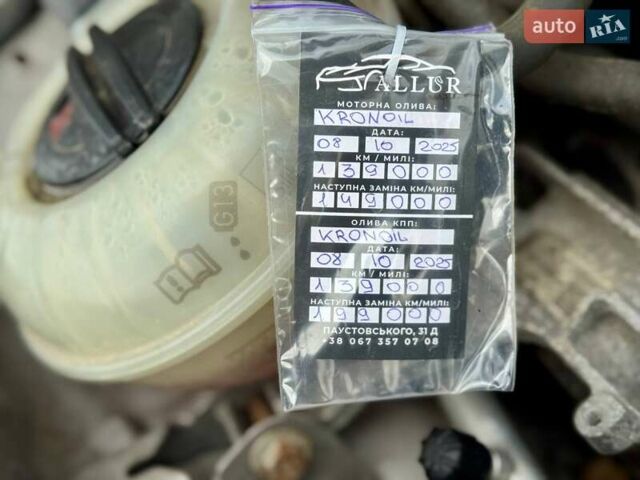 auto RIA.com
ALLUR
МОТОРНА ОЛИВА:
KRONOIL
ДАТА:
08 10 2025
КМ / МИЛІ:
139000
НАСТУПНА ЗАМІНА КМ/МИЛІ:
149000
ОЛИВА КПП:
KRONOIL
ДАТА:
08 10 2025
КМ / МИЛІ:
139000
НАСТУПНА ЗАМІНА КМ/МИЛІ:
199000
ПАУСТОВСЬКОГО, 31 Д
+38 067 357 07 08
G13